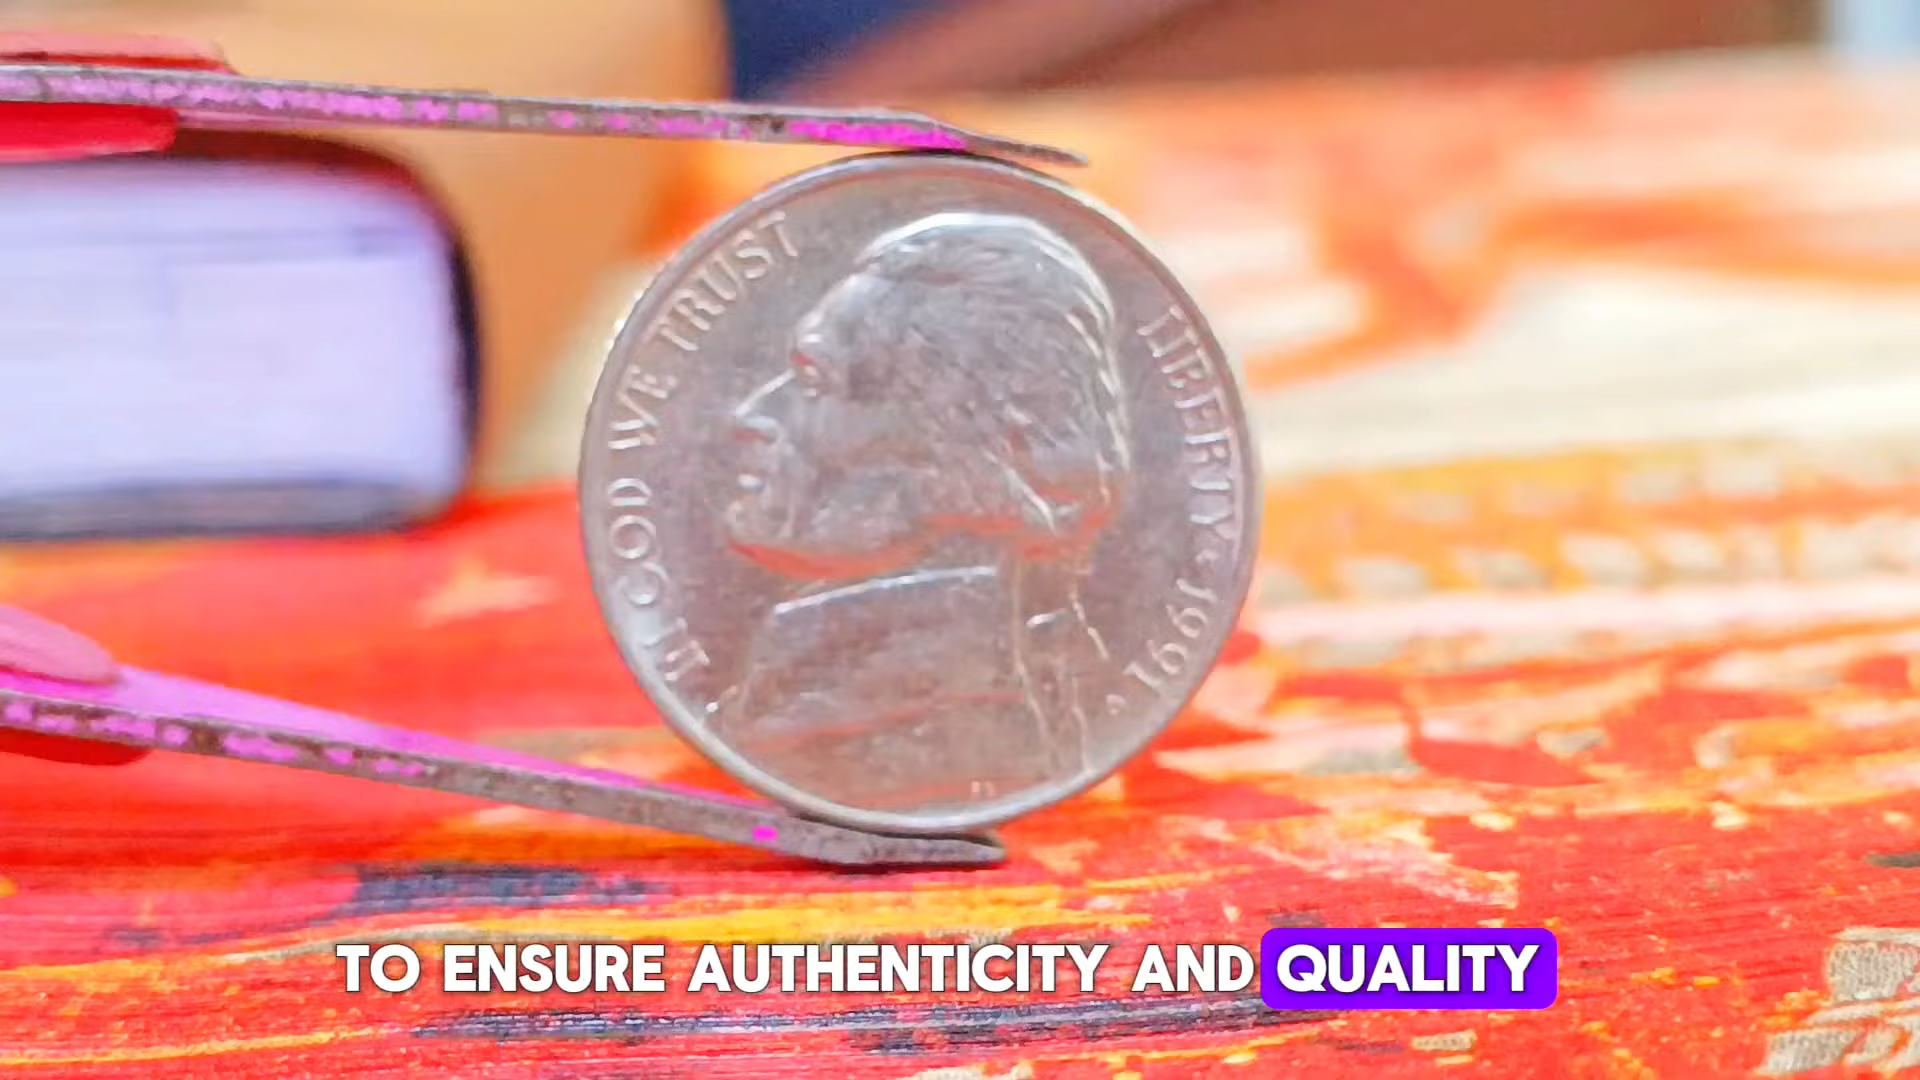 IN GOD WE TRUST
LIBERTY
1991
TO ENSURE AUTHENTICITY AND QUALITY